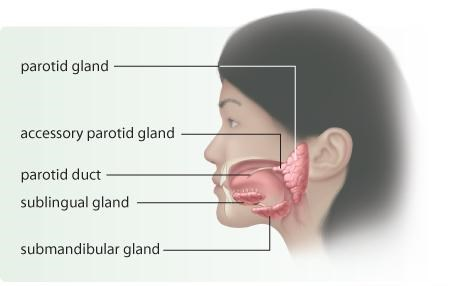 parotid gland
accessory parotid gland
parotid duct
sublingual gland
submandibular gland